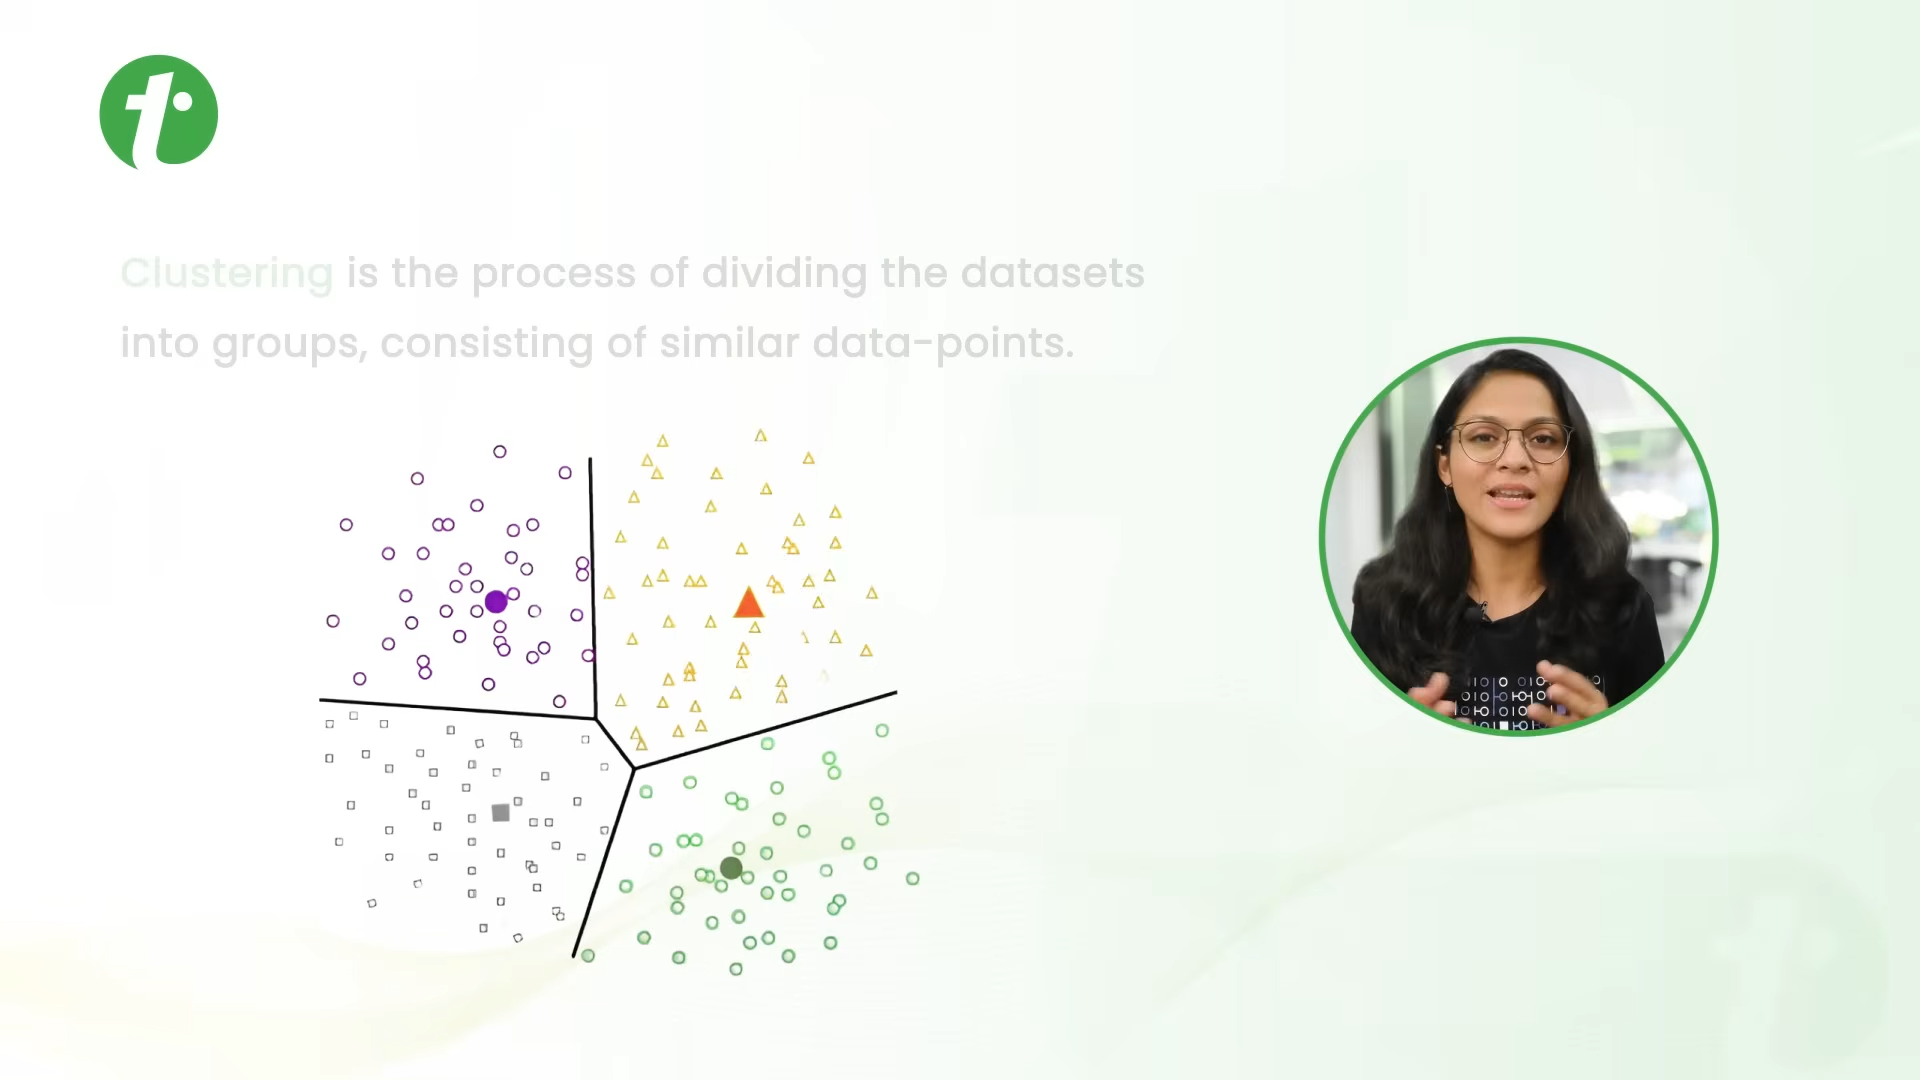 Clustering is the process of dividing the datasets
into groups, consisting of similar data-points.